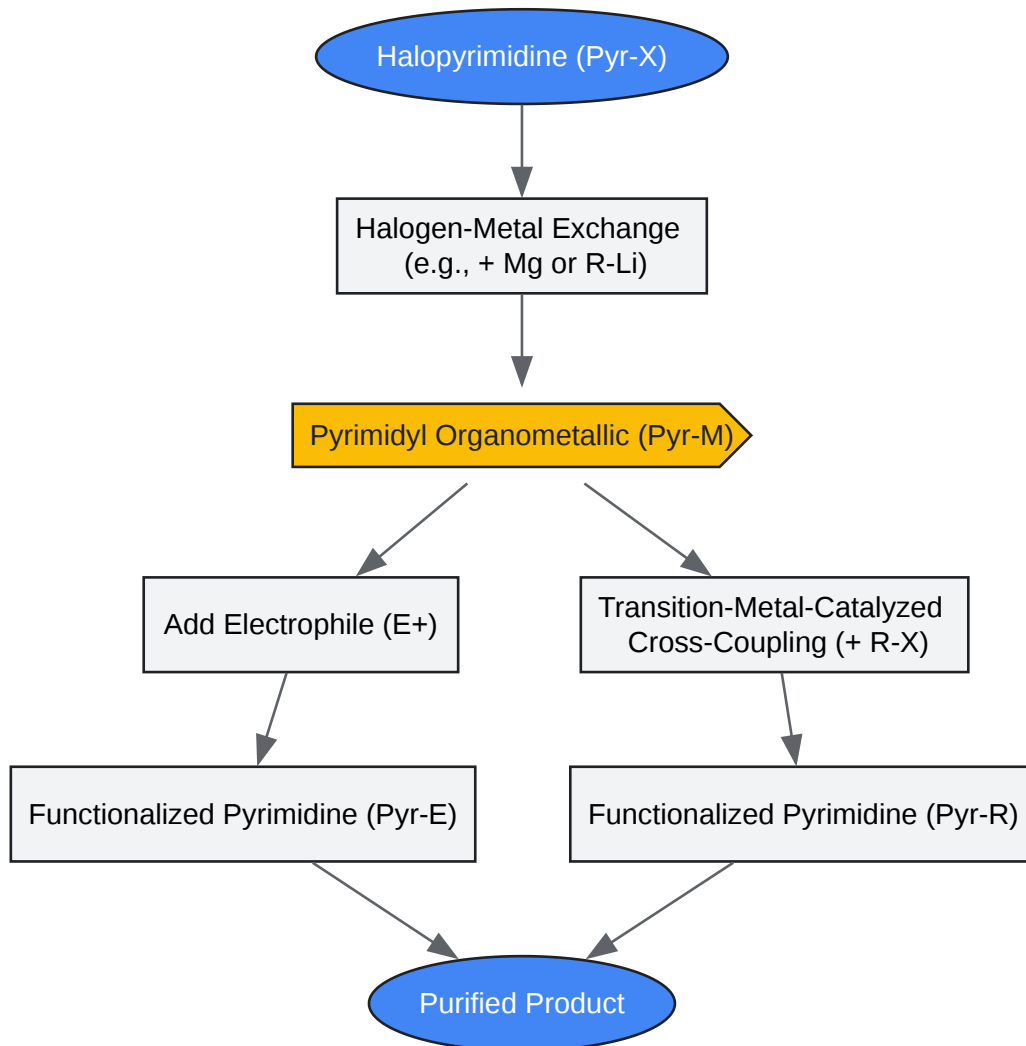 Halopyrimidine (Pyr-X)
Halogen-Metal Exchange
(e.g., + Mg or R-Li)
Pyrimidyl Organometallic (Pyr-M)
Add Electrophile (E+)
Transition-Metal-Catalyzed
Cross-Coupling (+ R-X)
Functionalized Pyrimidine (Pyr-E)
Functionalized Pyrimidine (Pyr-R)
Purified Product